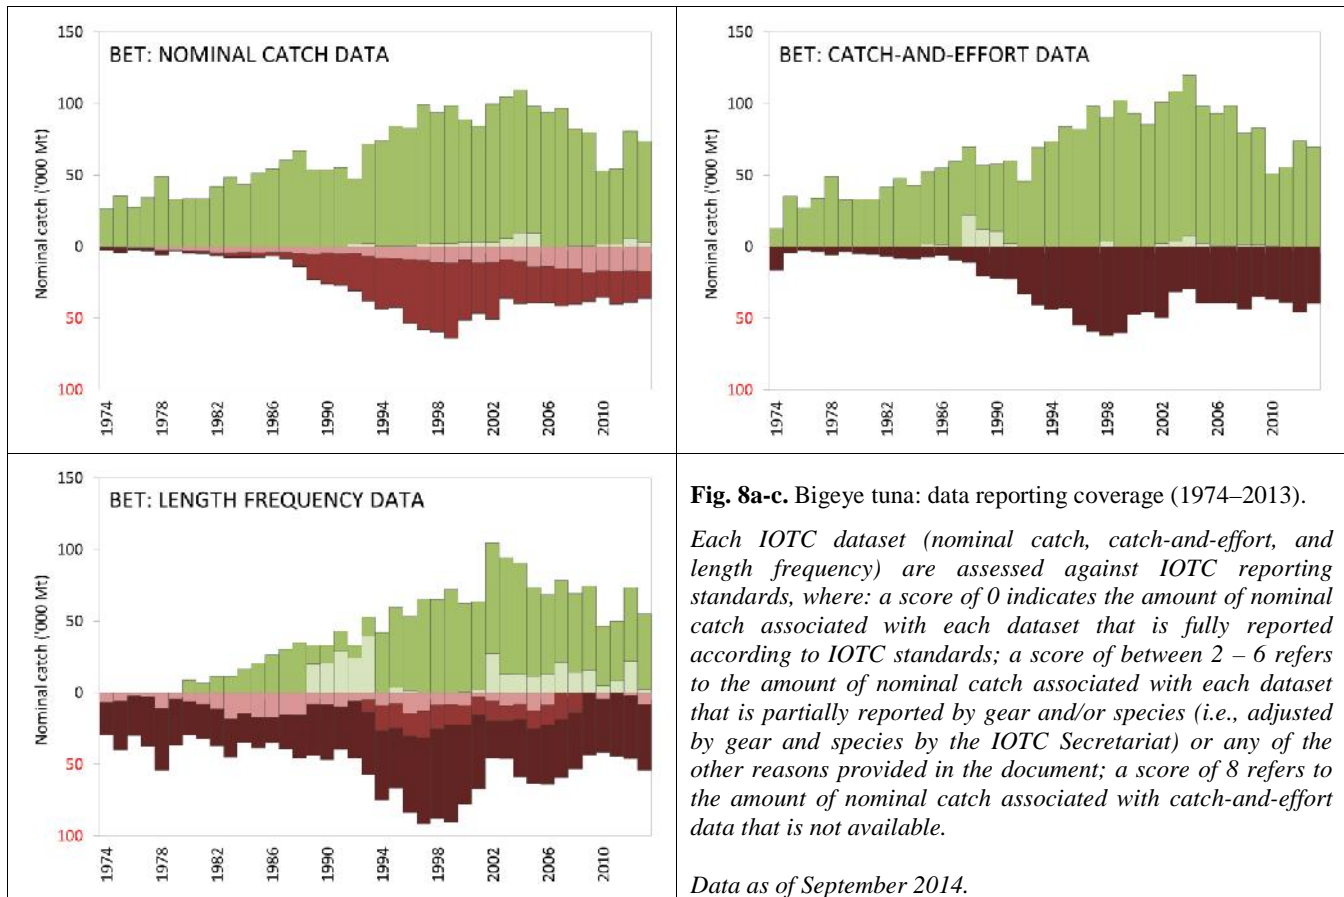 BET: NOMINAL CATCH DATA
Nominal catch ('000 Mt)
150
100
50
0
50
100
1974
1978
1982
1986
1990
1994
1998
2002
2006
2010
BET: CATCH-AND-EFFORT DATA
Nominal catch ('000 Mt)
150
100
50
0
50
100
1974
1978
1982
1986
1990
1994
1998
2002
2006
2010
BET: LENGTH FREQUENCY DATA
Nominal catch ('000 Mt)
150
100
50
0
50
100
1974
1978
1982
1986
1990
1994
1998
2002
2006
2010
Fig. 8a-c. Bigeye tuna: data reporting coverage (1974–2013).
Each IOTC dataset (nominal catch, catch-and-effort, and
length frequency) are assessed against IOTC reporting
standards, where: a score of 0 indicates the amount of nominal
catch associated with each dataset that is fully reported
according to IOTC standards; a score of between 2 – 6 refers
to the amount of nominal catch associated with each dataset
that is partially reported by gear and/or species (i.e., adjusted
by gear and species by the IOTC Secretariat) or any of the
other reasons provided in the document; a score of 8 refers to
the amount of nominal catch associated with catch-and-effort
data that is not available.
Data as of September 2014.